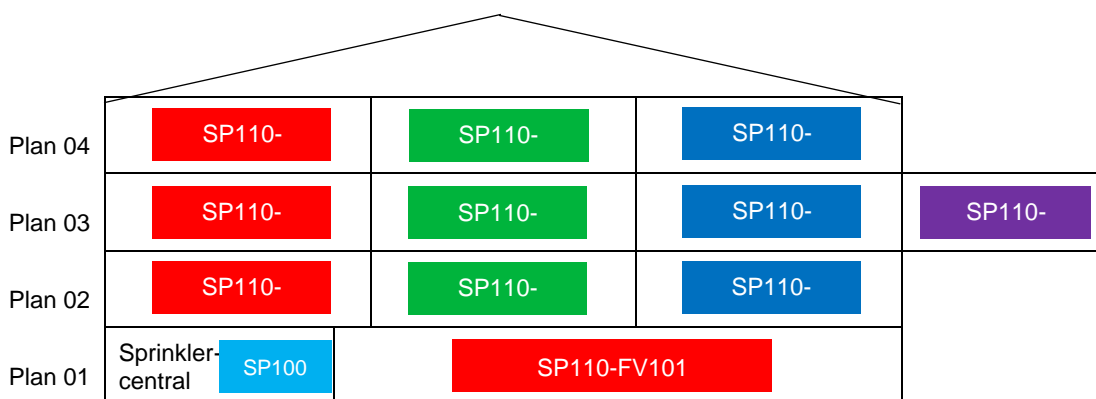 Plan 04
SP110-
SP110-
SP110-
Plan 03
SP110-
SP110-
SP110-
SP110-
Plan 02
SP110-
SP110-
SP110-
Plan 01
Sprinkler-
central
SP100
SP110-FV101